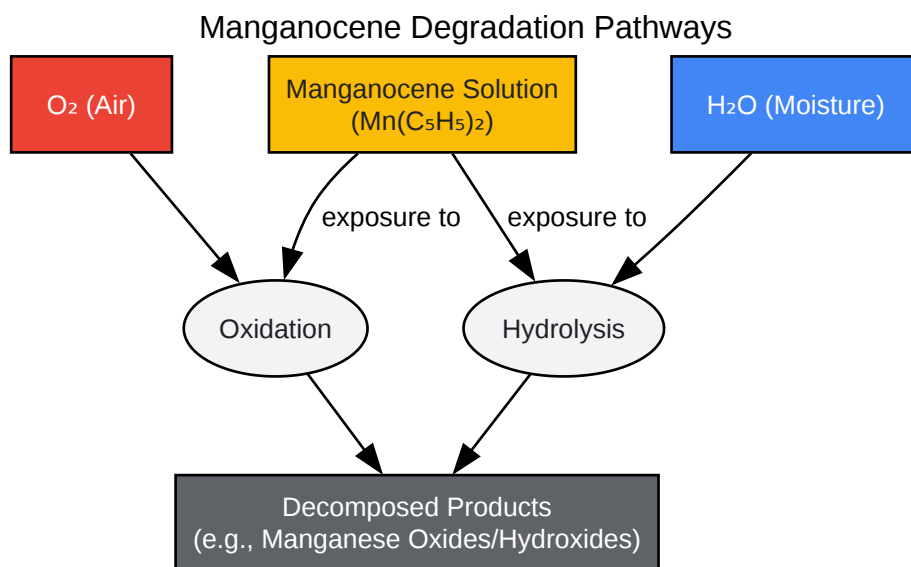 Manganocene Degradation Pathways
O₂ (Air)
Manganocene Solution
(Mn(C₅H₅)₂)
H₂O (Moisture)
exposure to
exposure to
Oxidation
Hydrolysis
Decomposed Products
(e.g., Manganese Oxides/Hydroxides)